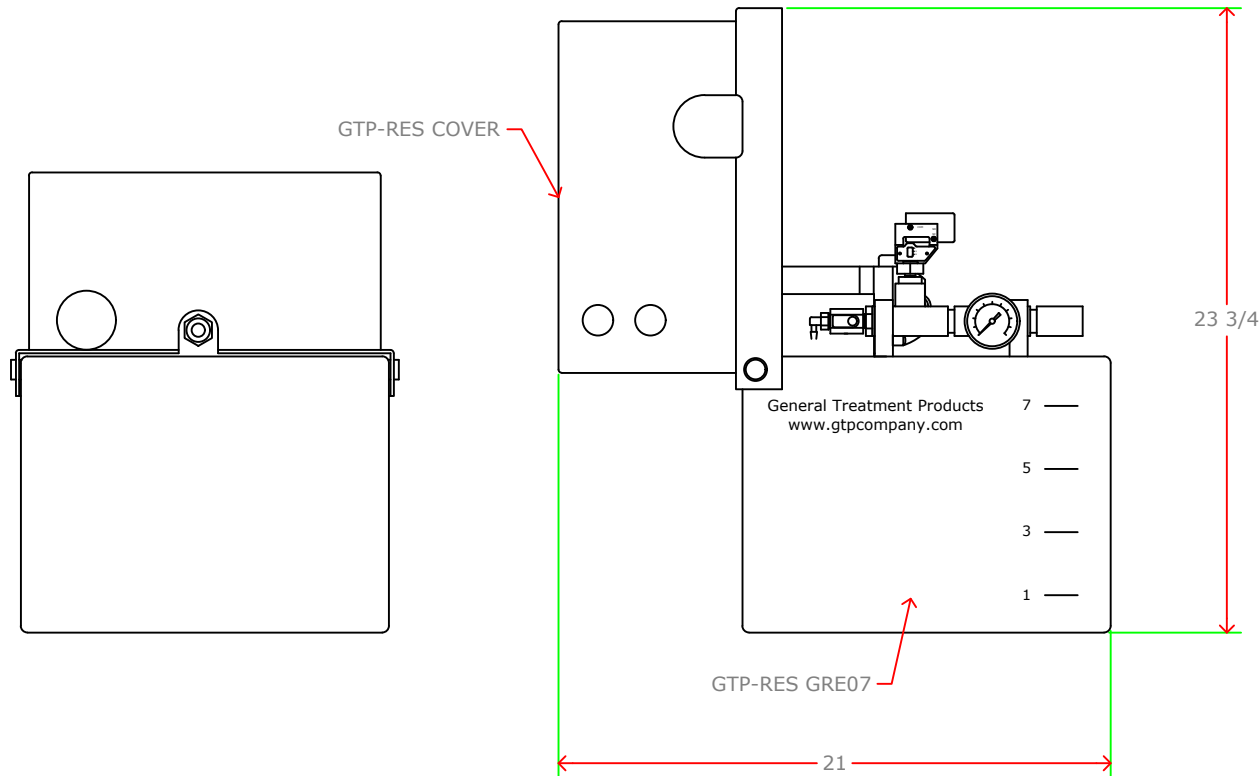 GTP-RES COVER
23 3/4
General Treatment Products
www.gtpcompany.com
7
5
3
1
GTP-RES GRE07
21